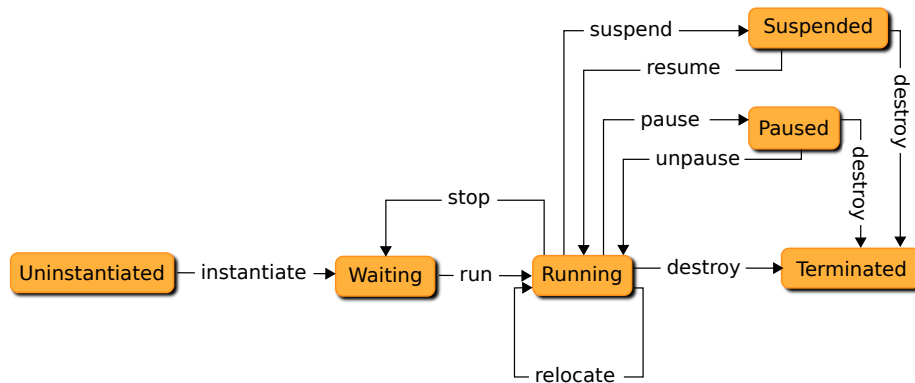 suspend
Suspended
resume
destroy
pause
Paused
unpause
destroy
stop
Uninstantiated
instantiate
Waiting
run
Running
destroy
Terminated
relocate